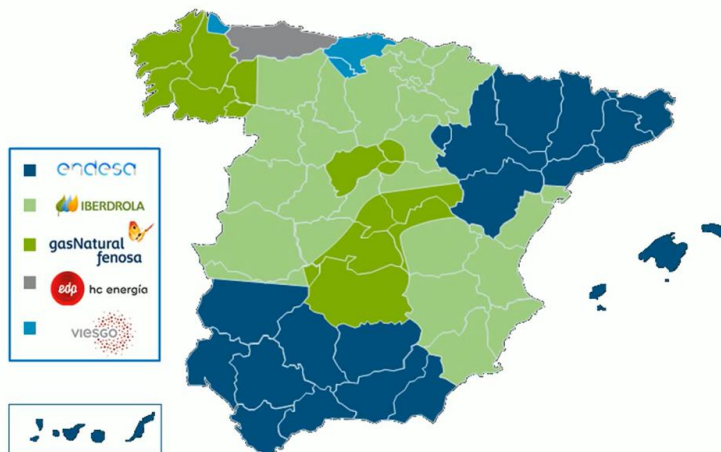 endesa
IBERDROLA
gasNatural
fenosa
edp hc energía
viesgo